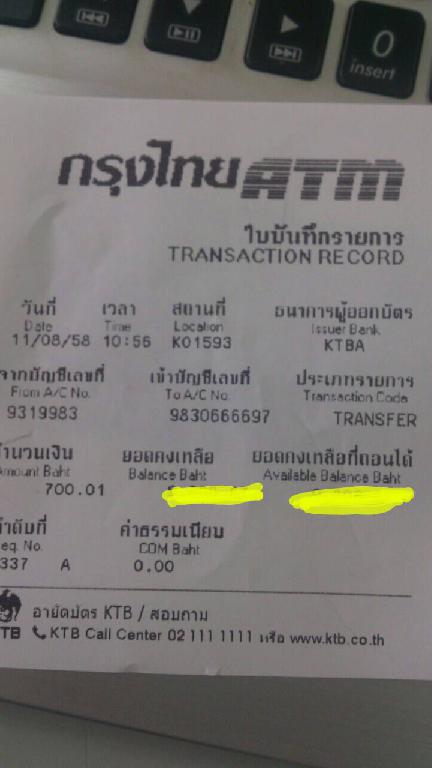 0
insert
กรุงไทย ATM
ใบบันทึกรายการ
TRANSACTION RECORD
วันที่ เวลา สถานที่ ธนาคารผู้ออกบัตร
Date Time Location Issuer Bank
11/08/58 10:56 K01593 KTBA
จากบัญชีเลขที่ เข้าบัญชีเลขที่ ประเภทรายการ
From A/C No. To A/C No. Transaction Code
9319983 9830666697 TRANSFER
จำนวนเงิน ยอดคงเหลือ ยอดคงเหลือที่ถอนได้
Amount Baht Balance Baht Available Balance Baht
700.01
ลำดับที่ ค่าธรรมเนียม
eq. No. COM Baht
337 A 0.00
อายัดบัตร KTB / สอบถาม
KTB Call Center 02 111 1111 หรือ www.ktb.co.th